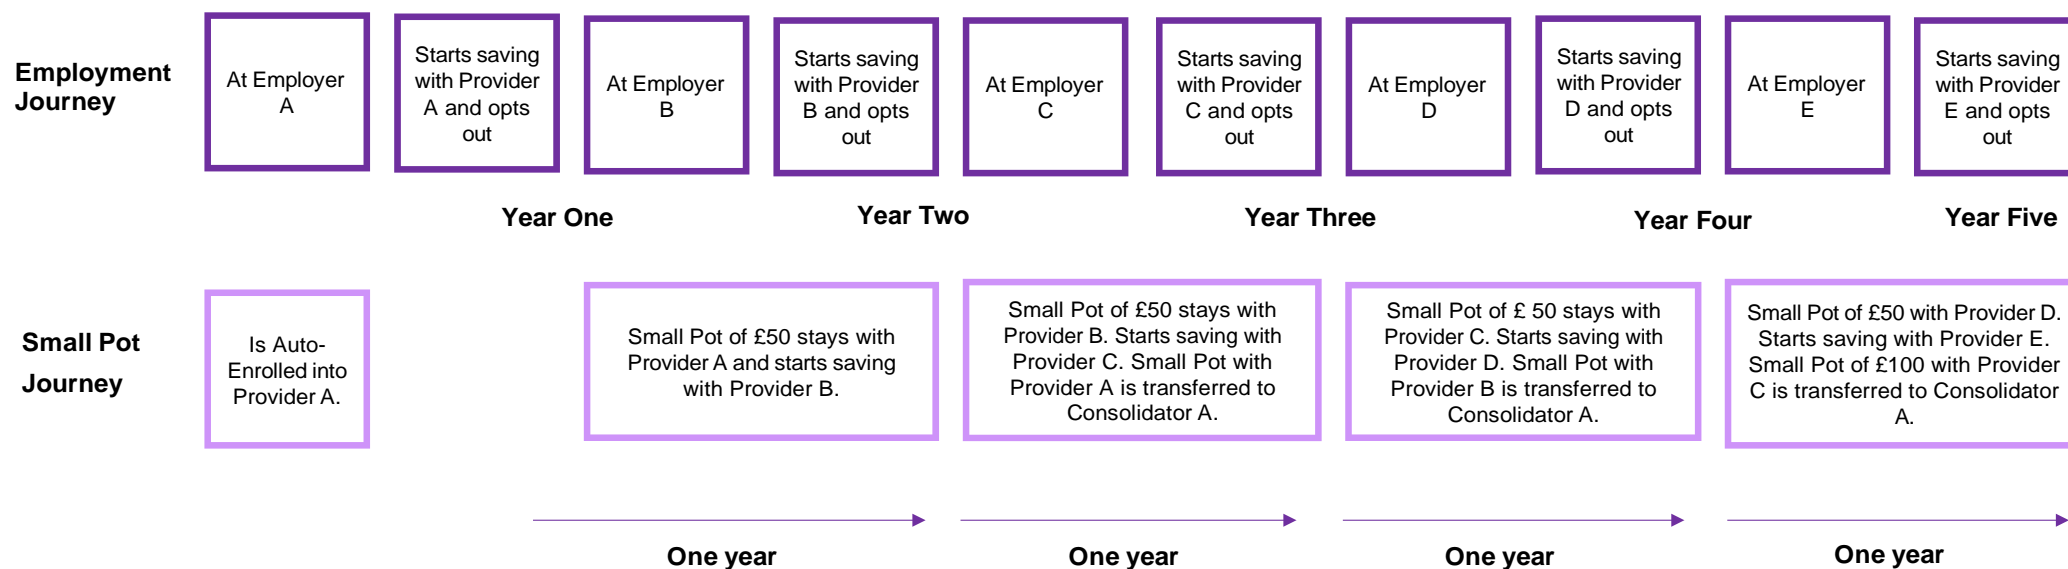 Employment
Journey
At Employer
A
Starts saving
with Provider
A and opts
out
At Employer
B
Starts saving
with Provider
B and opts
out
At Employer
C
Starts saving
with Provider
C and opts
out
At Employer
D
Starts saving
with Provider
D and opts
out
At Employer
E
Starts saving
with Provider
E and opts
out
Year One
Year Two
Year Three
Year Four
Year Five
Small Pot
Journey
Is Auto-
Enrolled into
Provider A.
Small Pot of £50 stays with
Provider A and starts saving
with Provider B.
Small Pot of £50 stays with
Provider B. Starts saving with
Provider C. Small Pot with
Provider A is transferred to
Consolidator A.
Small Pot of £ 50 stays with
Provider C. Starts saving with
Provider D. Small Pot with
Provider B is transferred to
Consolidator A.
Small Pot of £50 with Provider D.
Starts saving with Provider E.
Small Pot of £100 with Provider
C is transferred to Consolidator
A.
One year
One year
One year
One year